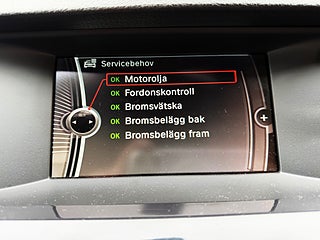 Servicebehov
OK Motorolja
OK Fordonskontroll
OK Bromsvätska
OK Bromsbelägg bak
OK Bromsbelägg fram